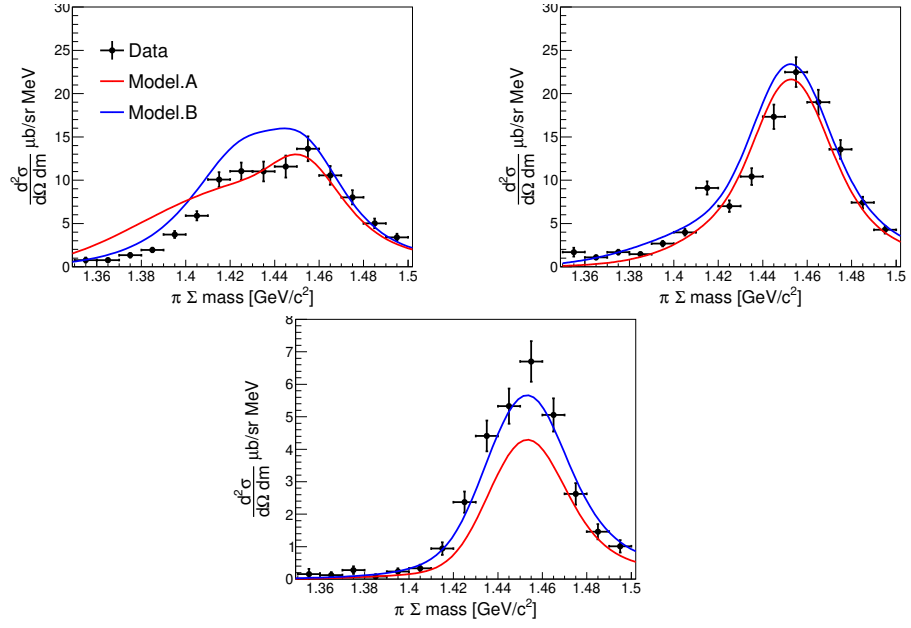 30
25
20
15
10
5
0
d²σ
dΩ dm
μb/sr MeV
Data
Model.A
Model.B
1.36 1.38 1.4 1.42 1.44 1.46 1.48 1.5
π Σ mass [GeV/c²]
30
25
20
15
10
5
0
d²σ
dΩ dm
μb/sr MeV
1.36 1.38 1.4 1.42 1.44 1.46 1.48 1.5
π Σ mass [GeV/c²]
8
7
6
5
4
3
2
1
0
d²σ
dΩ dm
μb/sr MeV
1.36 1.38 1.4 1.42 1.44 1.46 1.48 1.5
π Σ mass [GeV/c²]